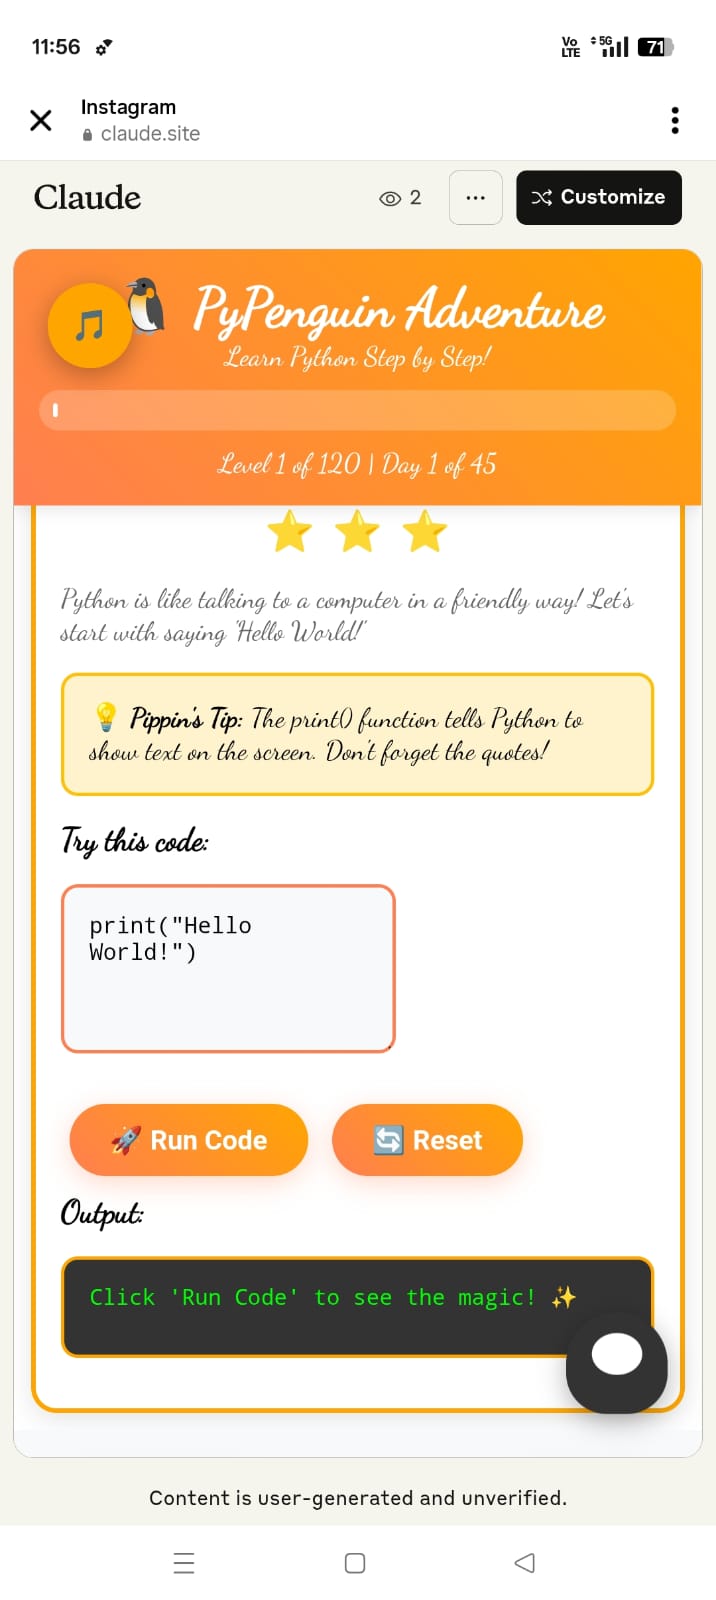 11:56
Vo LTE 5G 71
Instagram
claude.site
Claude 2 ... Customize
PyPenguin Adventure
Learn Python Step by Step!
Level 1 of 120 | Day 1 of 45
Python is like talking to a computer in a friendly way! Let's
start with saying 'Hello World!'
Pippin's Tip: The print() function tells Python to
show text on the screen. Don't forget the quotes!
Try this code:
print("Hello
World!")
Run Code Reset
Output:
Click 'Run Code' to see the magic!
Content is user-generated and unverified.